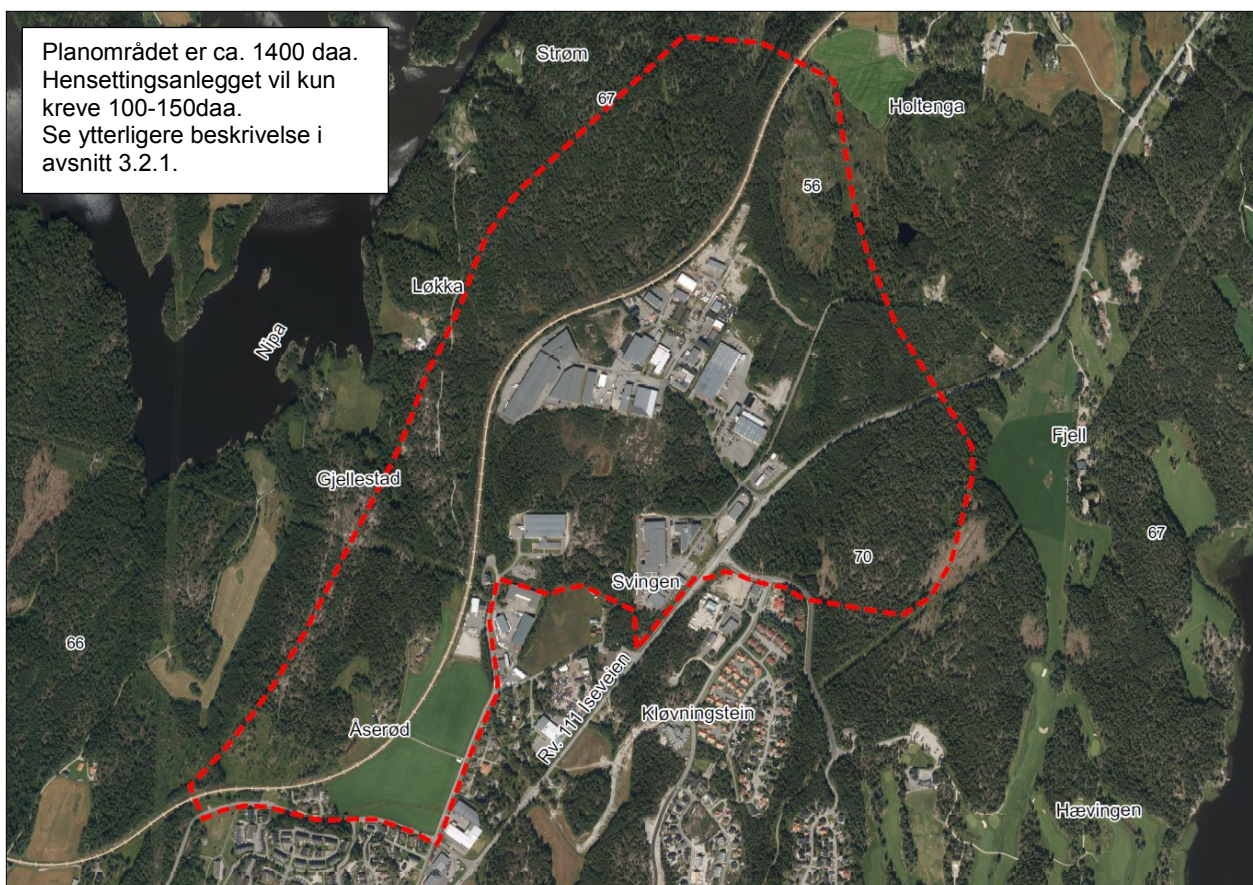 Planområdet er ca. 1400 daa.
Hensettingsanlegget vil kun
kreve 100-150daa.
Se ytterligere beskrivelse i
avsnitt 3.2.1.
Strøm
67
Holtenga
56
Løkka
Nipa
Fjell
Gjellestad
67
70
Svingen
66
Kløvningstein
Åserød
Rv. 111 Iseveien
Hævingen